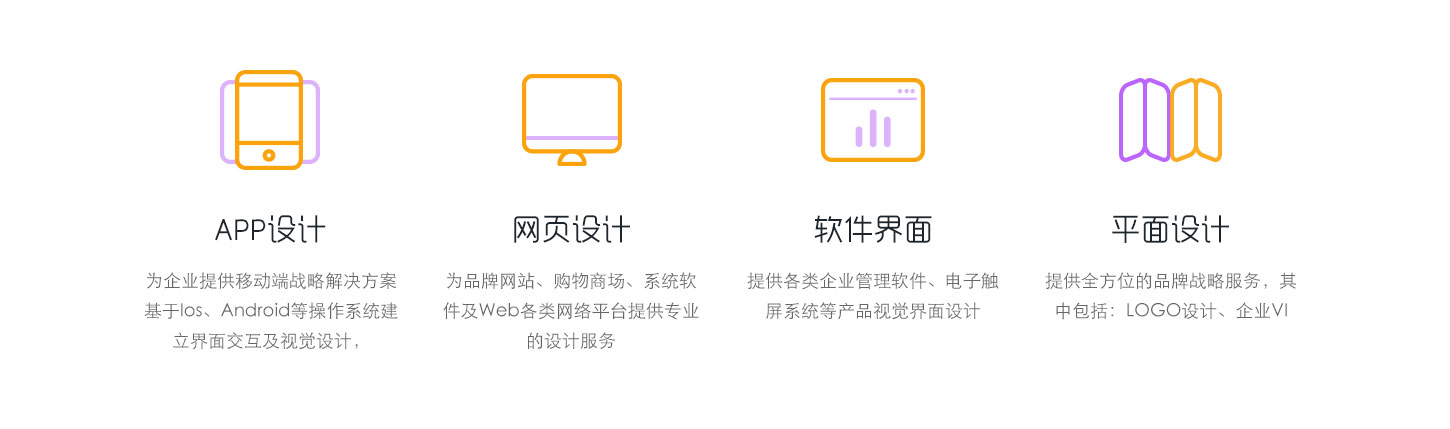 APP设计
为企业提供移动端战略解决方案
基于Ios、Android等操作系统建
立界面交互及视觉设计，
网页设计
为品牌网站、购物商场、系统软
件及Web各类网络平台提供专业
的设计服务
软件界面
提供各类企业管理软件、电子触
屏系统等产品视觉界面设计
平面设计
提供全方位的品牌战略服务，其
中包括：LOGO设计、企业VI